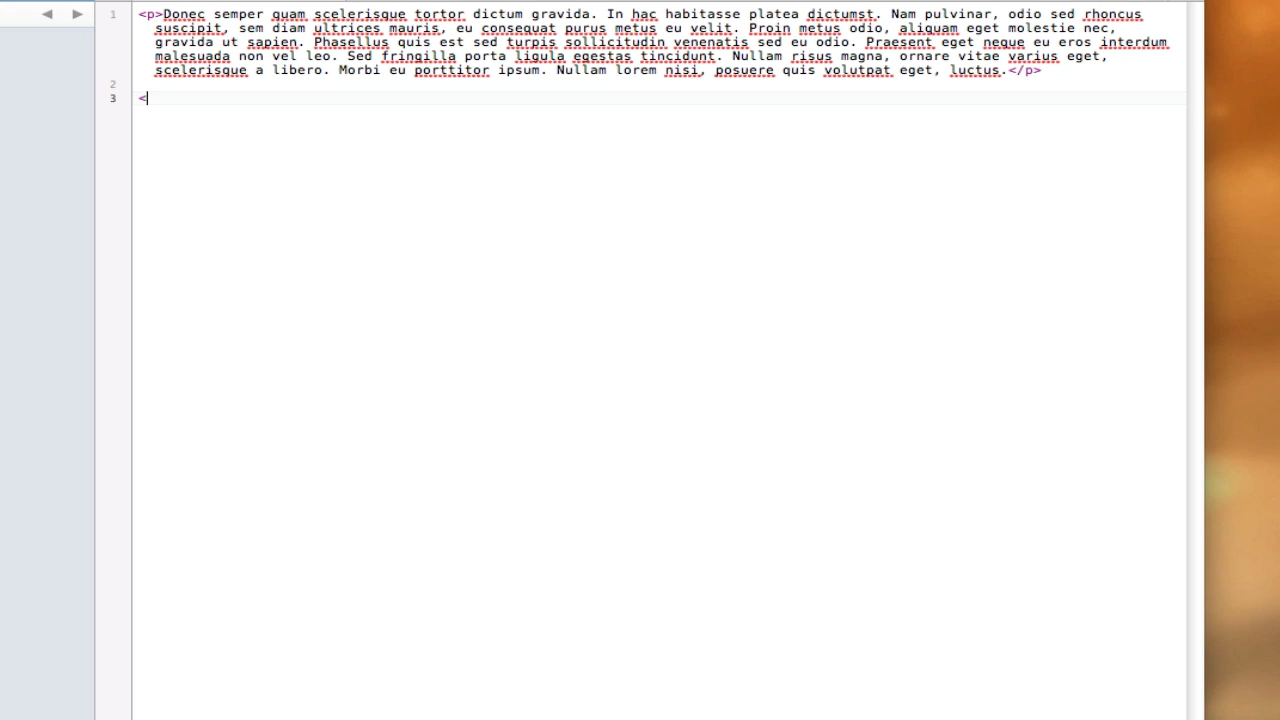 1 <p>Donec semper quam scelerisque tortor dictum gravida. In hac habitasse platea dictumst. Nam pulvinar, odio sed rhoncus
suscipit, sem diam ultrices mauris, eu consequat purus metus eu velit. Proin metus odio, aliquam eget molestie nec,
gravida ut sapien. Phasellus quis est sed turpis sollicitudin venenatis sed eu odio. Praesent eget neque eu eros interdum
malesuada non vel leo. Sed fringilla porta ligula egestas tincidunt. Nullam risus magna, ornare vitae varius eget,
scelerisque a libero. Morbi eu porttitor ipsum. Nullam lorem nisi, posuere quis volutpat eget, luctus.</p>
2
3 <